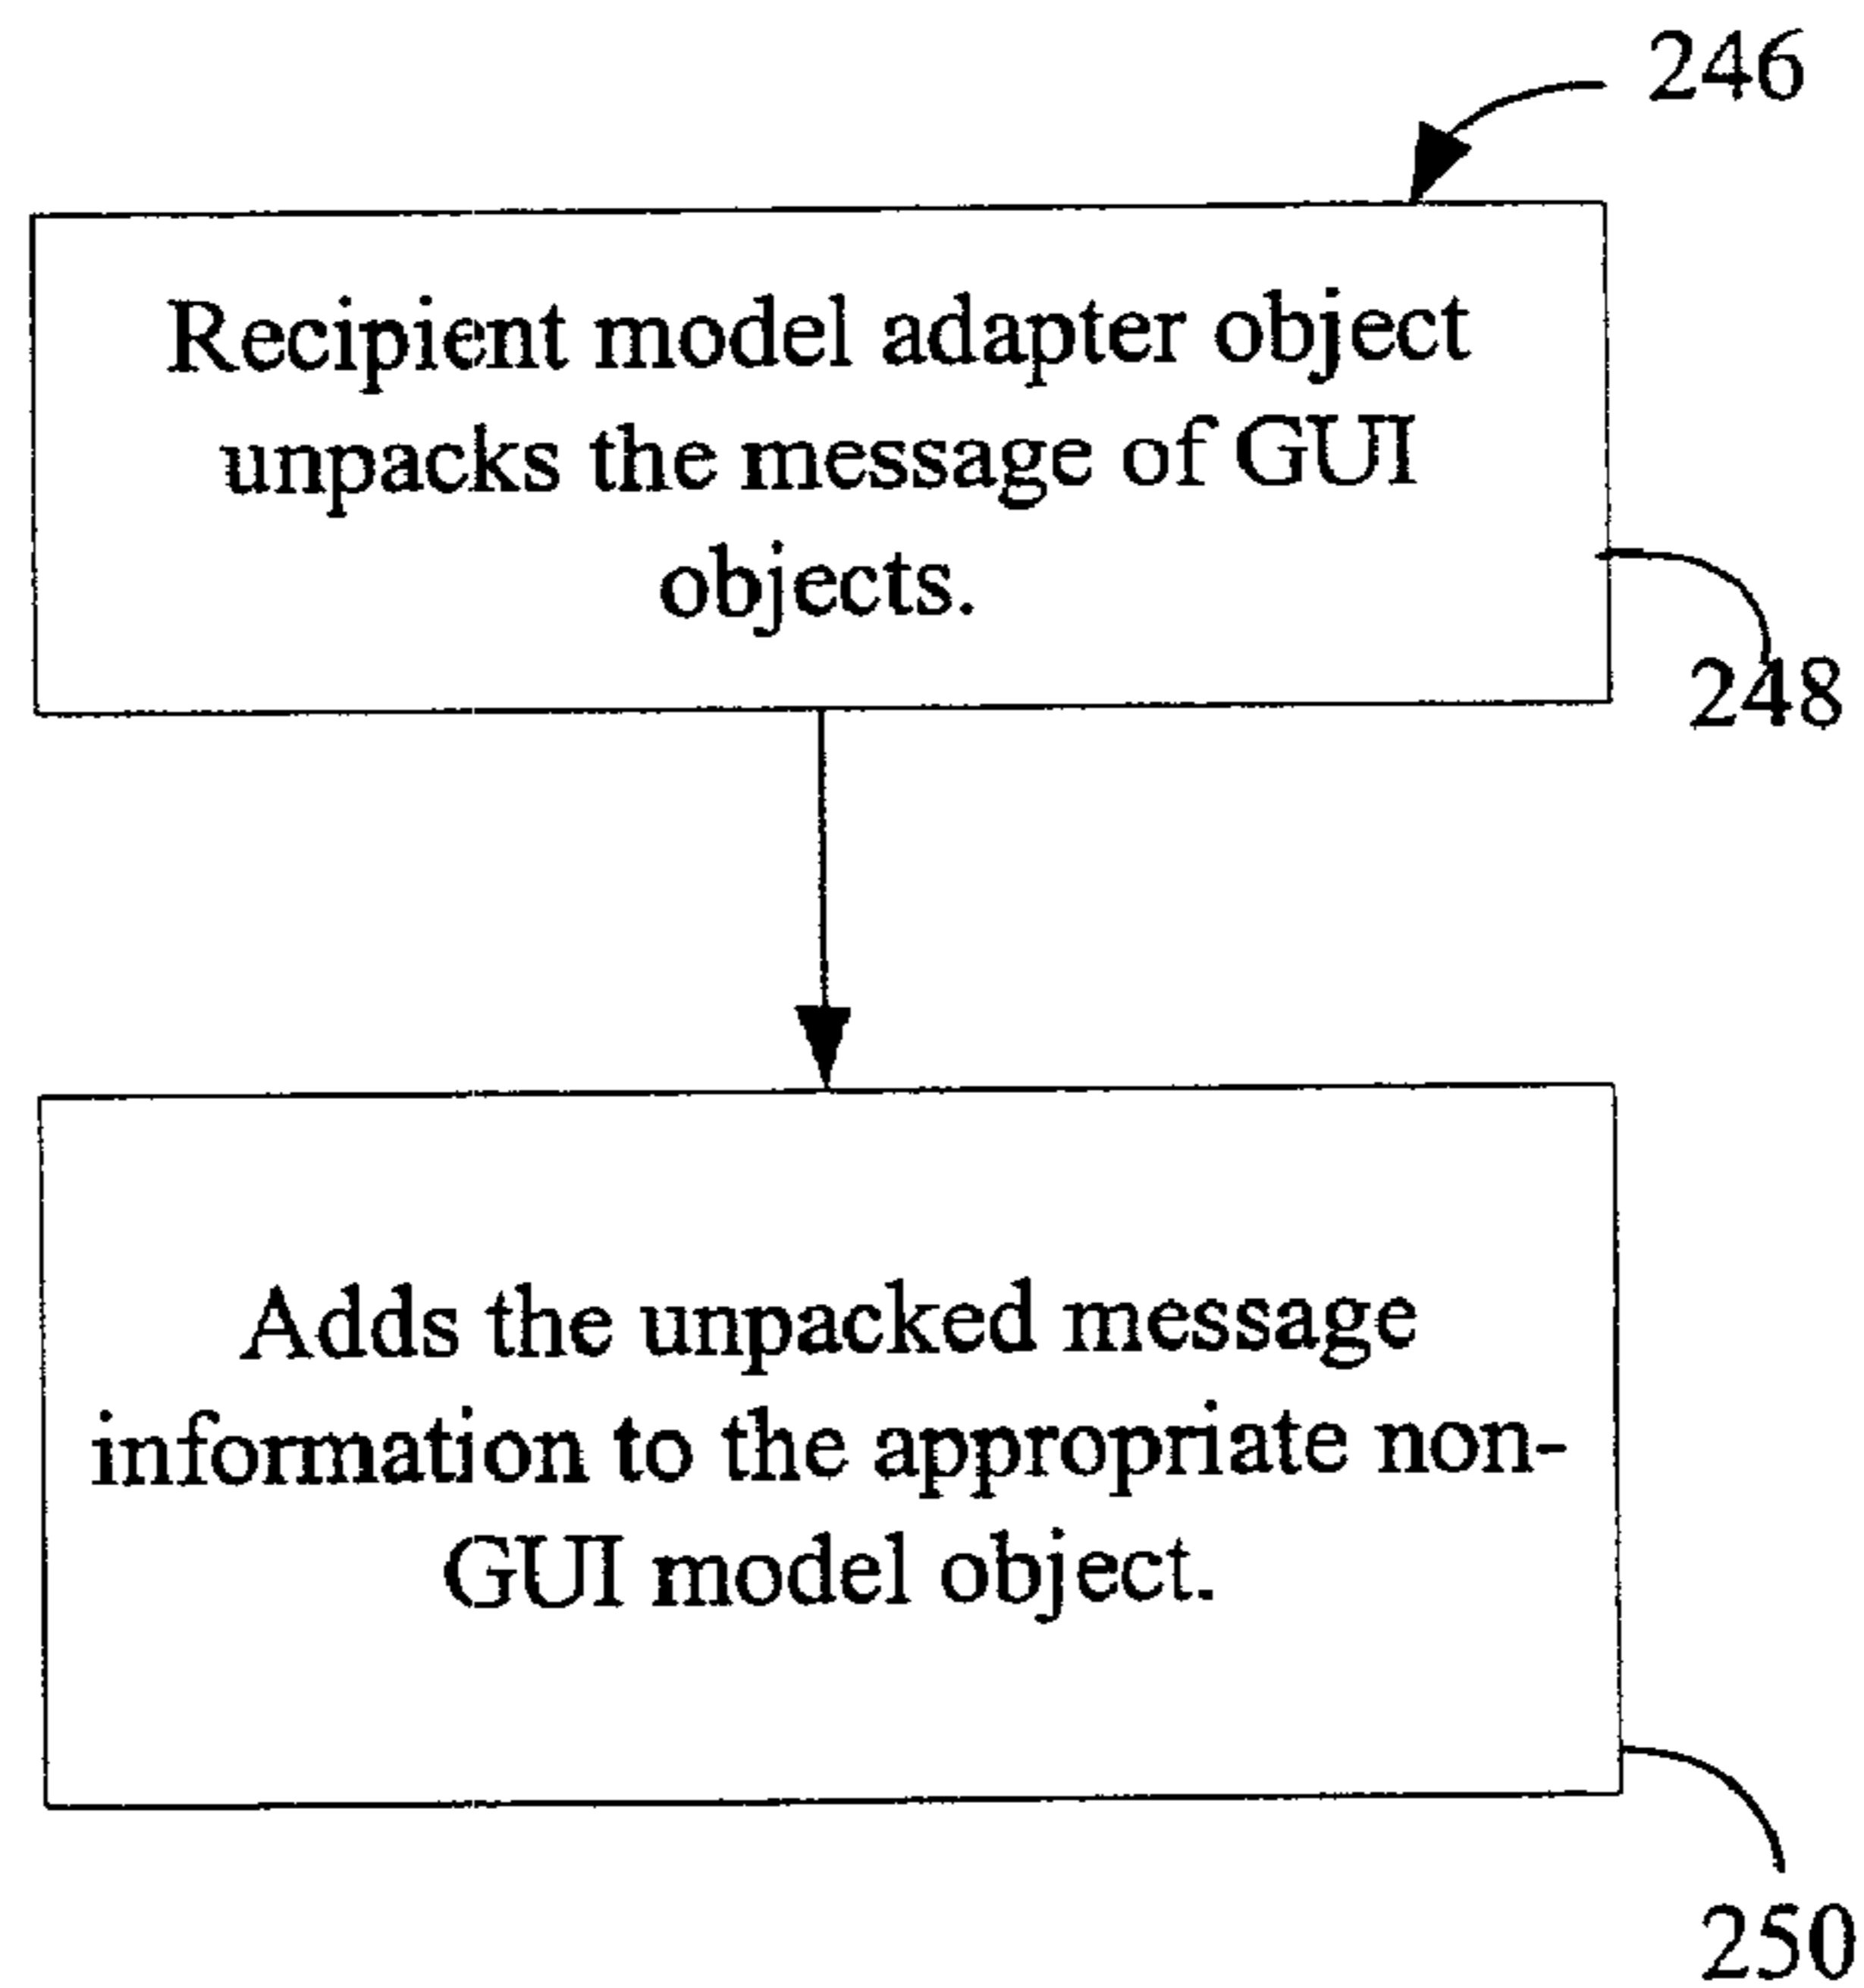 246
Recipient model adapter object
unpacks the message of GUI
objects.
248
Adds the unpacked message
information to the appropriate non-
GUI model object.
250